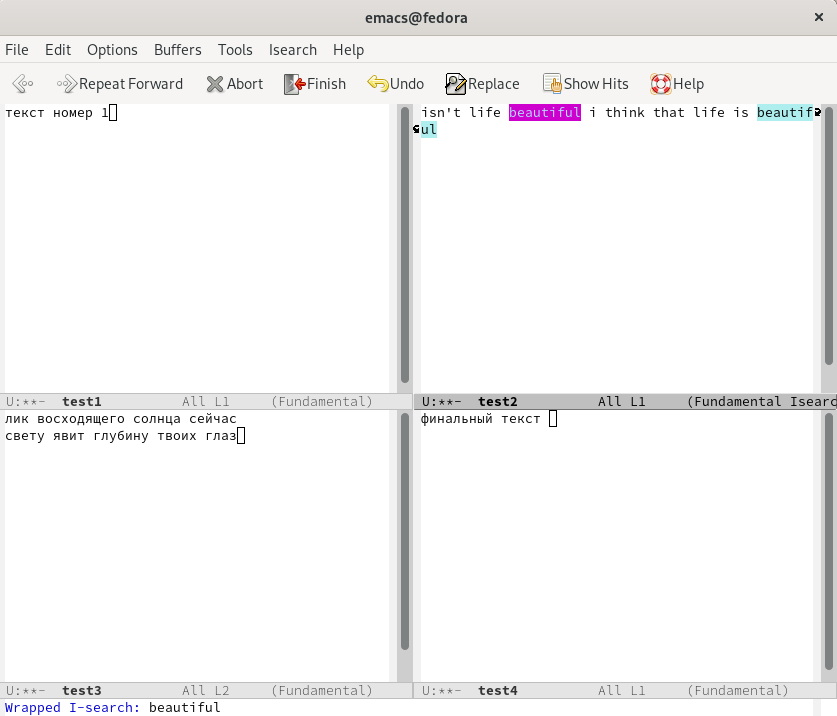 emacs@fedora
File Edit Options Buffers Tools Isearch Help
Repeat Forward Abort Finish Undo Replace Show Hits Help
текст номер 1
isn't life beautiful i think that life is beautif
ul
U:**- test1 All L1 (Fundamental)
U:**- test2 All L1 (Fundamental Isearc
лик восходящего солнца сейчас
свету явит глубину твоих глаз
финальный текст
U:**- test3 All L2 (Fundamental)
U:**- test4 All L1 (Fundamental)
Wrapped I-search: beautiful